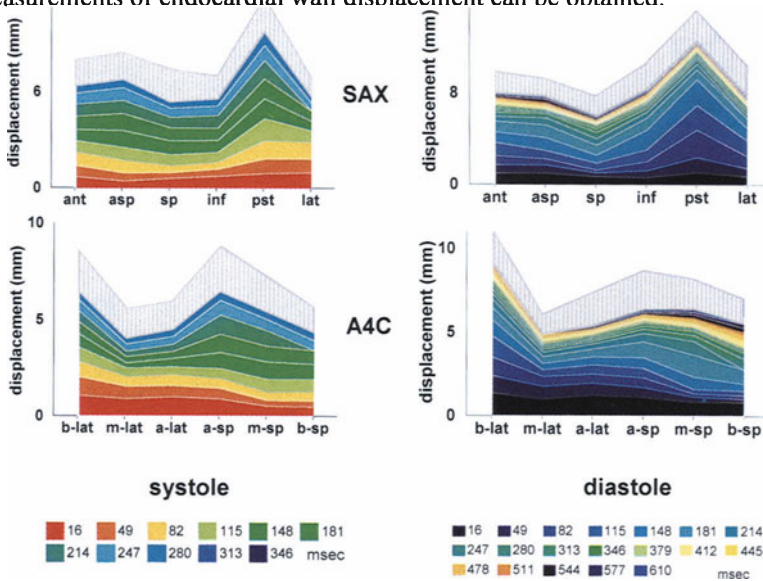 asurements of endocardial wall displacement can be obtained.
displacement (mm)
6
0
ant asp sp inf pst lat
SAX
displacement (mm)
8
0
ant asp sp inf pst lat
displacement (mm)
10
5
0
b-lat m-lat a-lat a-sp m-sp b-sp
A4C
displacement (mm)
10
5
0
b-lat m-lat a-lat a-sp m-sp b-sp
systole
16 49 82 115 148 181
214 247 280 313 346 msec
diastole
16 49 82 115 148 181 214
247 280 313 346 379 412 445
478 511 544 577 610
msec